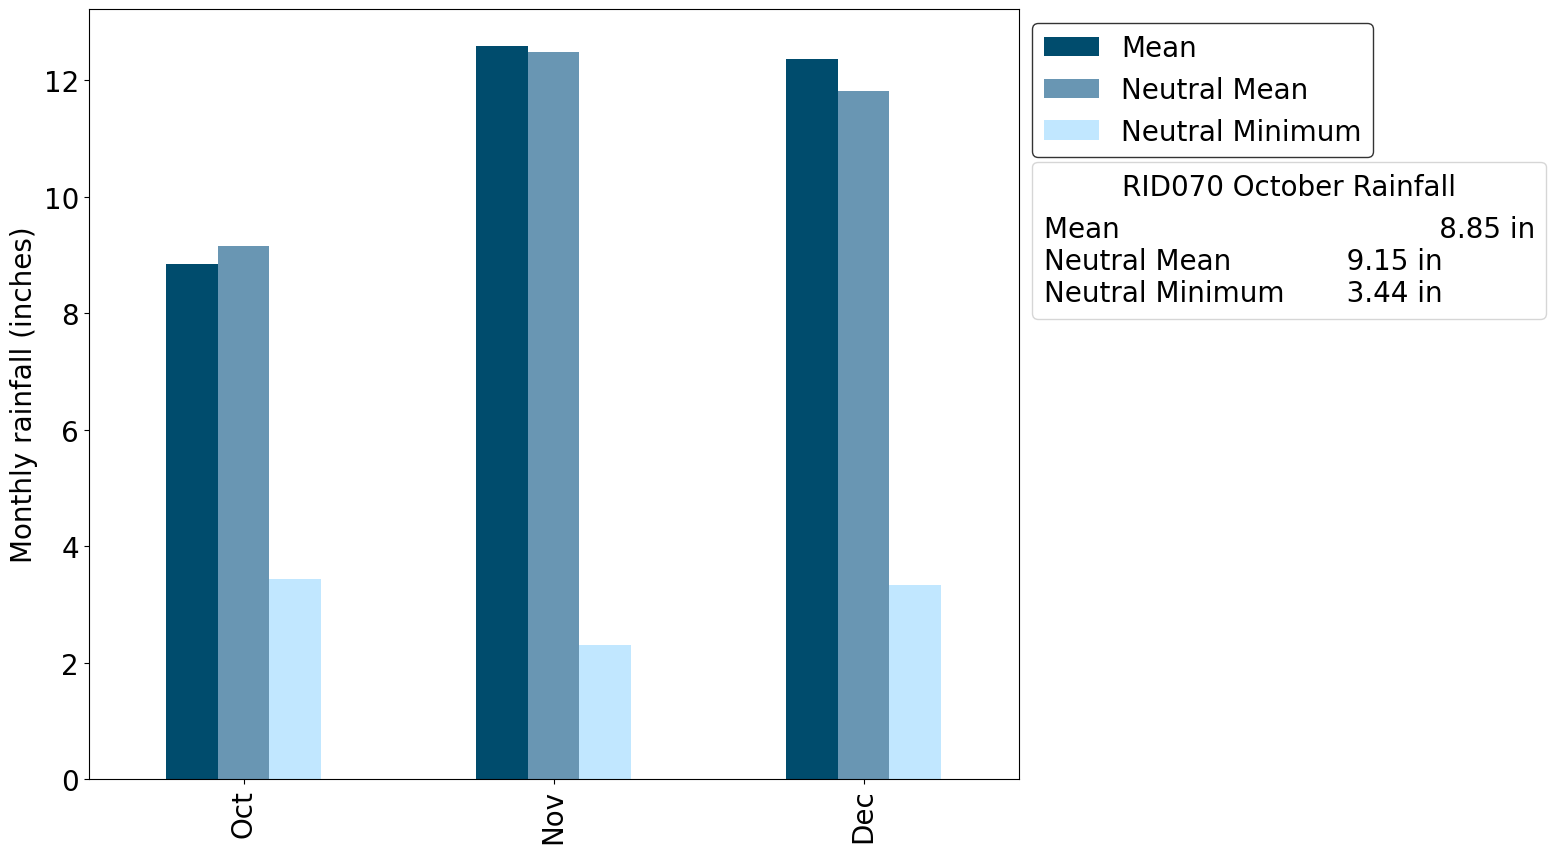 Monthly rainfall (inches)
12
10
8
6
4
2
0
Oct
Nov
Dec
Mean
Neutral Mean
Neutral Minimum
RID070 October Rainfall
Mean 8.85 in
Neutral Mean 9.15 in
Neutral Minimum 3.44 in